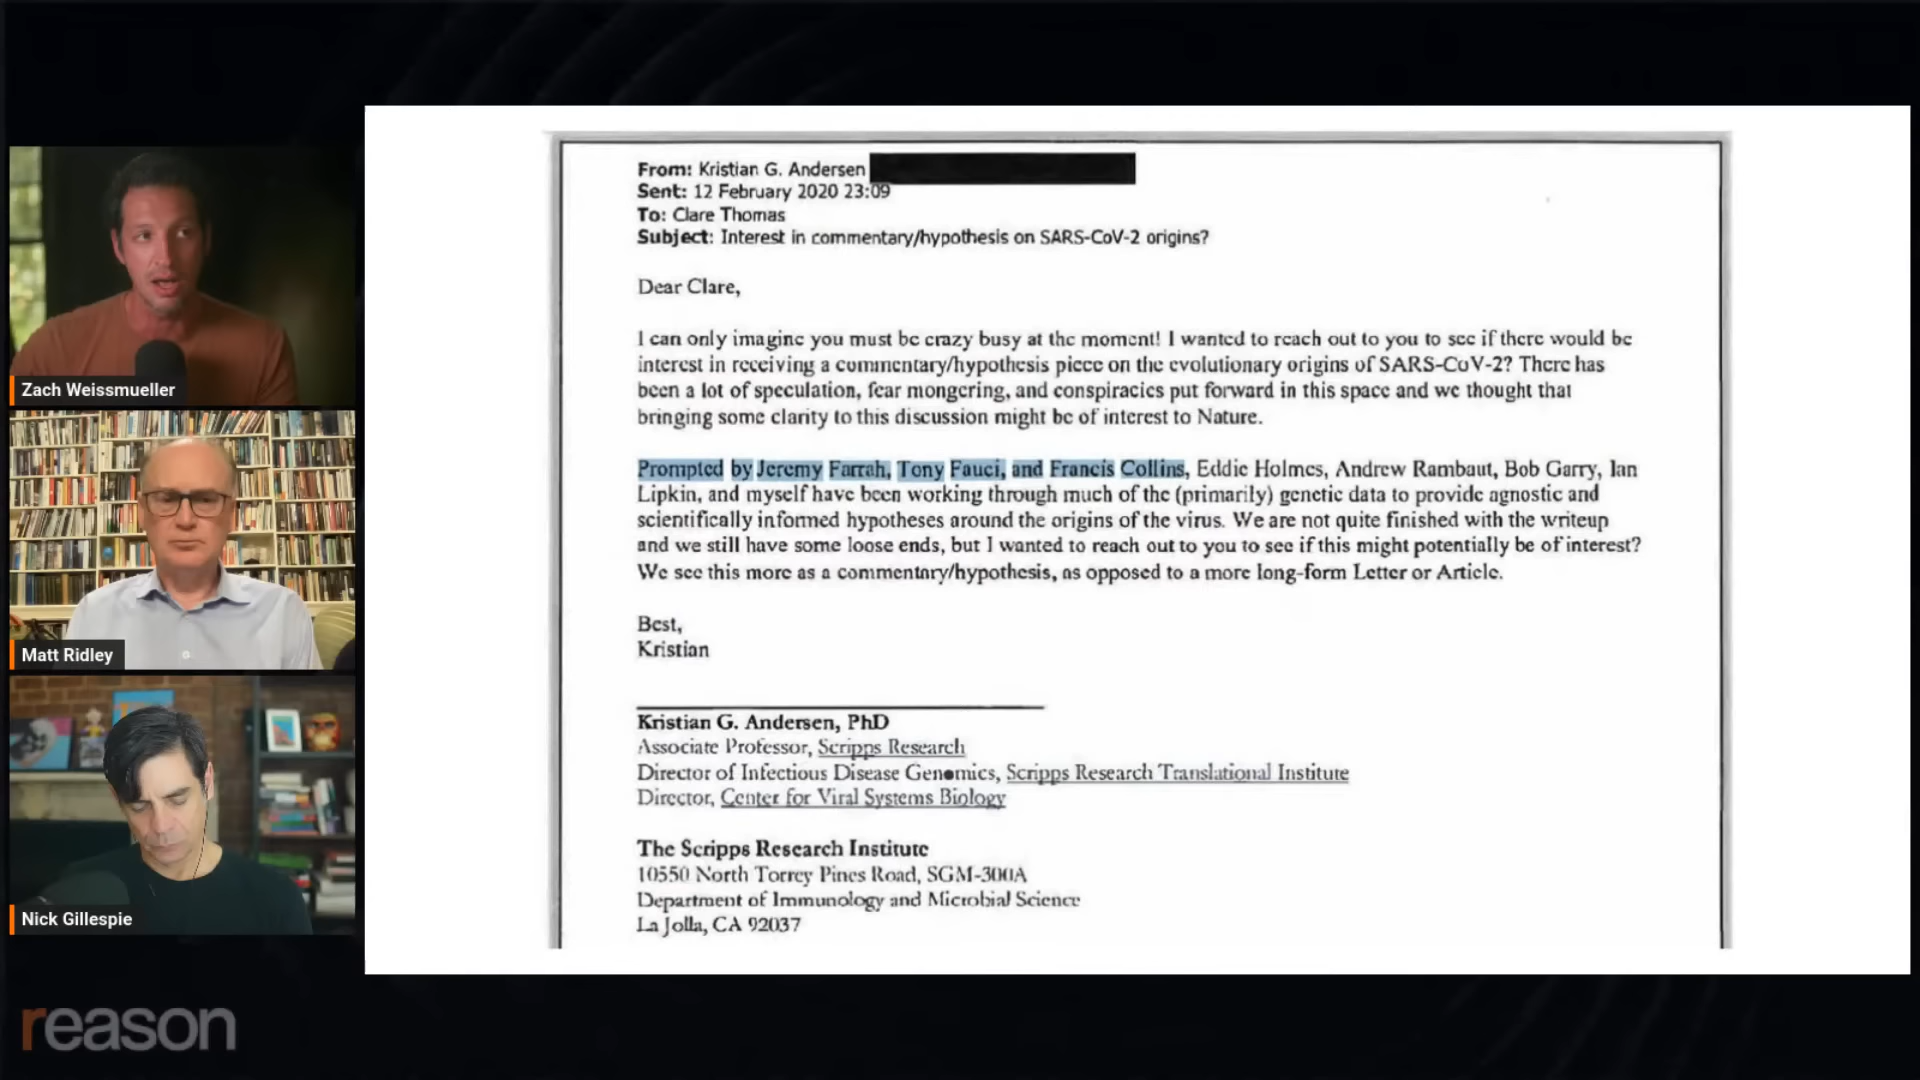 Zach Weissmueller
Matt Ridley
Nick Gillespie
reason
From: Kristian G. Andersen
Sent: 12 February 2020 23:09
To: Clare Thomas
Subject: Interest in commentary/hypothesis on SARS-CoV-2 origins?
Dear Clare,
I can only imagine you must be crazy busy at the moment! I wanted to reach out to you to see if there would be
interest in receiving a commentary/hypothesis piece on the evolutionary origins of SARS-CoV-2? There has
been a lot of speculation, fear mongering, and conspiracies put forward in this space and we thought that
bringing some clarity to this discussion might be of interest to Nature.
Prompted by Jeremy Farrah, Tony Fauci, and Francis Collins, Eddie Holmes, Andrew Rambaut, Bob Garry, Ian
Lipkin, and myself have been working through much of the (primarily) genetic data to provide agnostic and
scientifically informed hypotheses around the origins of the virus. We are not quite finished with the writeup
and we still have some loose ends, but I wanted to reach out to you to see if this might potentially be of interest?
We see this more as a commentary/hypothesis, as opposed to a more long-form Letter or Article.
Best,
Kristian
Kristian G. Andersen, PhD
Associate Professor, Scripps Research
Director of Infectious Disease Genomics, Scripps Research Translational Institute
Director, Center for Viral Systems Biology
The Scripps Research Institute
10550 North Torrey Pines Road, SGM-300A
Department of Immunology and Microbial Science
La Jolla, CA 92037